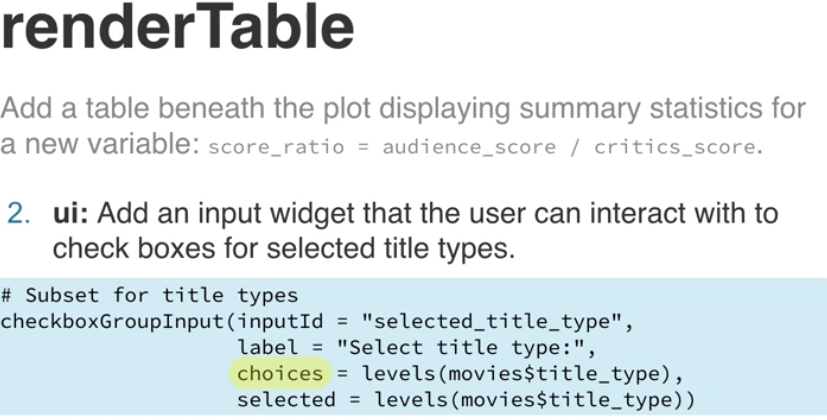 renderTable
Add a table beneath the plot displaying summary statistics for
a new variable: score_ratio = audience_score / critics_score.
2. ui: Add an input widget that the user can interact with to
check boxes for selected title types.
# Subset for title types
checkboxGroupInput(inputId = "selected_title_type",
                   label = "Select title type:",
                   choices = levels(movies$title_type),
                   selected = levels(movies$title_type))